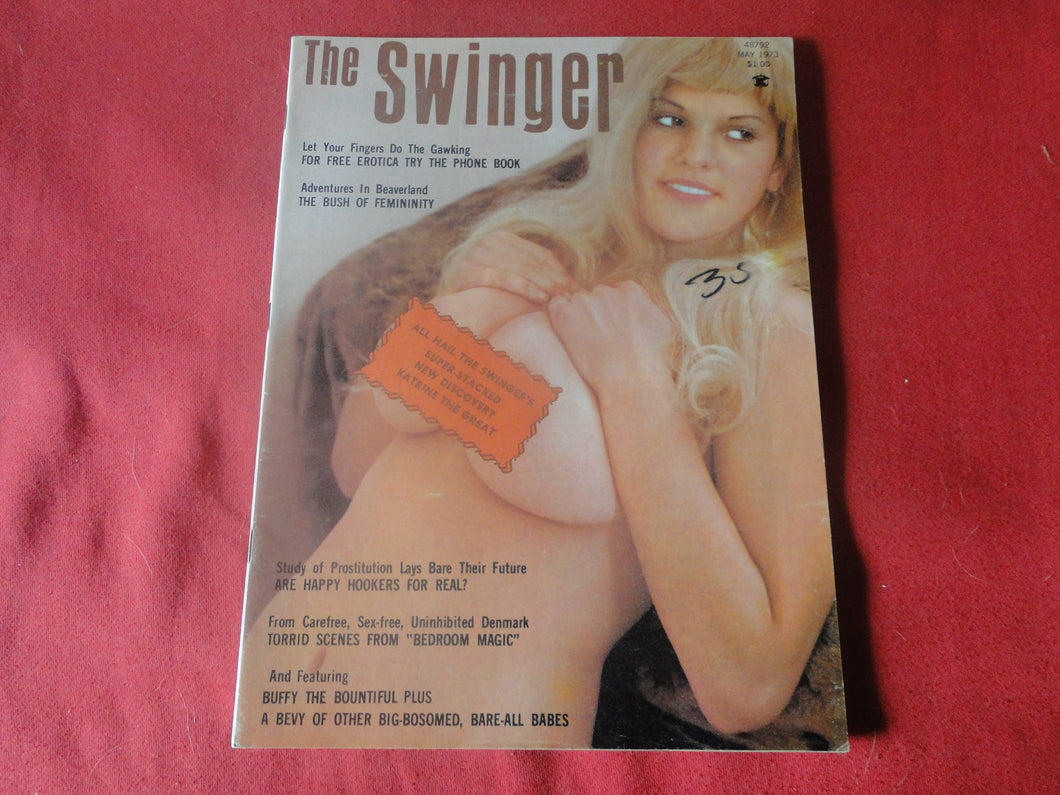 The Swinger
48792
MAY 1973
$1.00
Let Your Fingers Do The Gawking
FOR FREE EROTICA TRY THE PHONE BOOK
Adventures In Beaverland
THE BUSH OF FEMININITY
35
ALL HAIL THE SWINGER'S
SUPER-STACKED
NEW DISCOVERY
KATRINE THE GREAT
Study of Prostitution Lays Bare Their Future
ARE HAPPY HOOKERS FOR REAL?
From Carefree, Sex-free, Uninhibited Denmark
TORRID SCENES FROM "BEDROOM MAGIC"
And Featuring
BUFFY THE BOUNTIFUL PLUS
A BEVY OF OTHER BIG-BOSOMED, BARE-ALL BABES